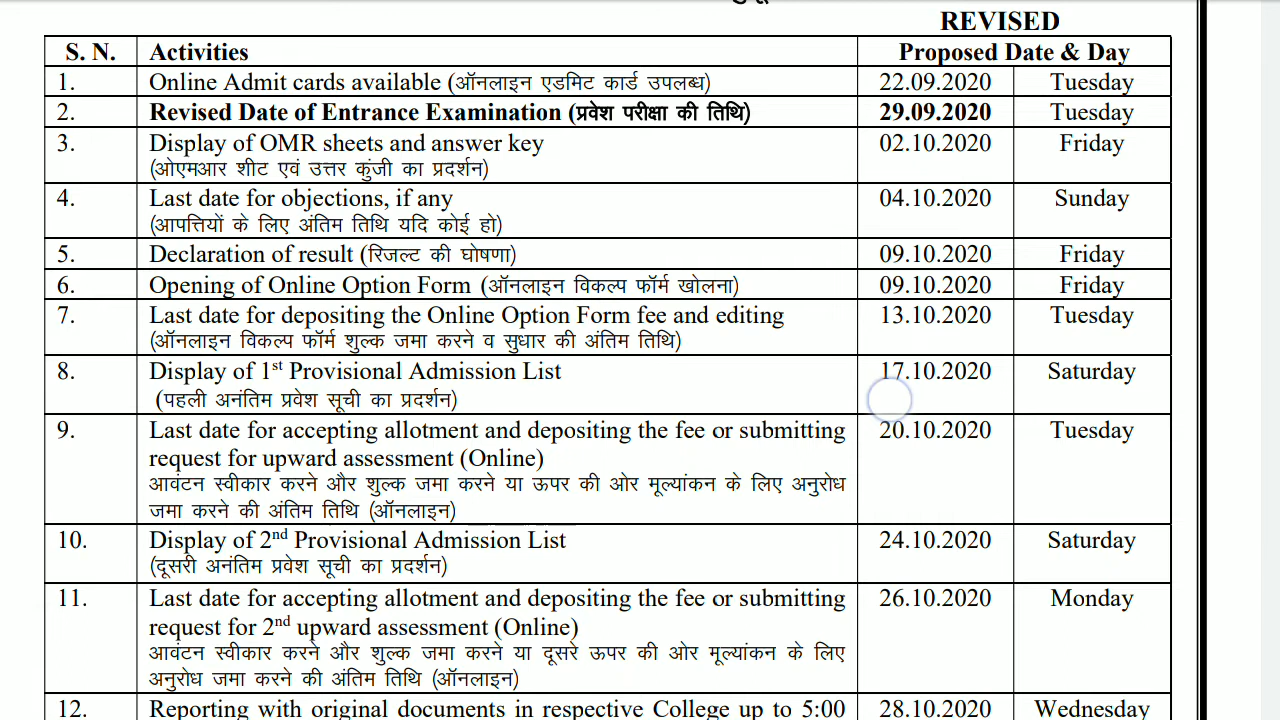 REVISED
S. N. Activities Proposed Date & Day
1. Online Admit cards available (ऑनलाइन एडमिट कार्ड उपलब्ध) 22.09.2020 Tuesday
2. Revised Date of Entrance Examination (प्रवेश परीक्षा की तिथि) 29.09.2020 Tuesday
3. Display of OMR sheets and answer key 02.10.2020 Friday
(ओएमआर शीट एवं उत्तर कुंजी का प्रदर्शन)
4. Last date for objections, if any 04.10.2020 Sunday
(आपत्तियों के लिए अंतिम तिथि यदि कोई हो)
5. Declaration of result (रिजल्ट की घोषणा) 09.10.2020 Friday
6. Opening of Online Option Form (ऑनलाइन विकल्प फॉर्म खोलना) 09.10.2020 Friday
7. Last date for depositing the Online Option Form fee and editing 13.10.2020 Tuesday
(ऑनलाइन विकल्प फॉर्म शुल्क जमा करने व सुधार की अंतिम तिथि)
8. Display of 1st Provisional Admission List 17.10.2020 Saturday
(पहली अनंतिम प्रवेश सूची का प्रदर्शन)
9. Last date for accepting allotment and depositing the fee or submitting 20.10.2020 Tuesday
request for upward assessment (Online)
आवंटन स्वीकार करने और शुल्क जमा करने या ऊपर की ओर मूल्यांकन के लिए अनुरोध
जमा करने की अंतिम तिथि (ऑनलाइन)
10. Display of 2nd Provisional Admission List 24.10.2020 Saturday
(दूसरी अनंतिम प्रवेश सूची का प्रदर्शन)
11. Last date for accepting allotment and depositing the fee or submitting 26.10.2020 Monday
request for 2nd upward assessment (Online)
आवंटन स्वीकार करने और शुल्क जमा करने या दूसरे ऊपर की ओर मूल्यांकन के लिए
अनुरोध जमा करने की अंतिम तिथि (ऑनलाइन)
12. Reporting with original documents in respective College up to 5:00 28.10.2020 Wednesday